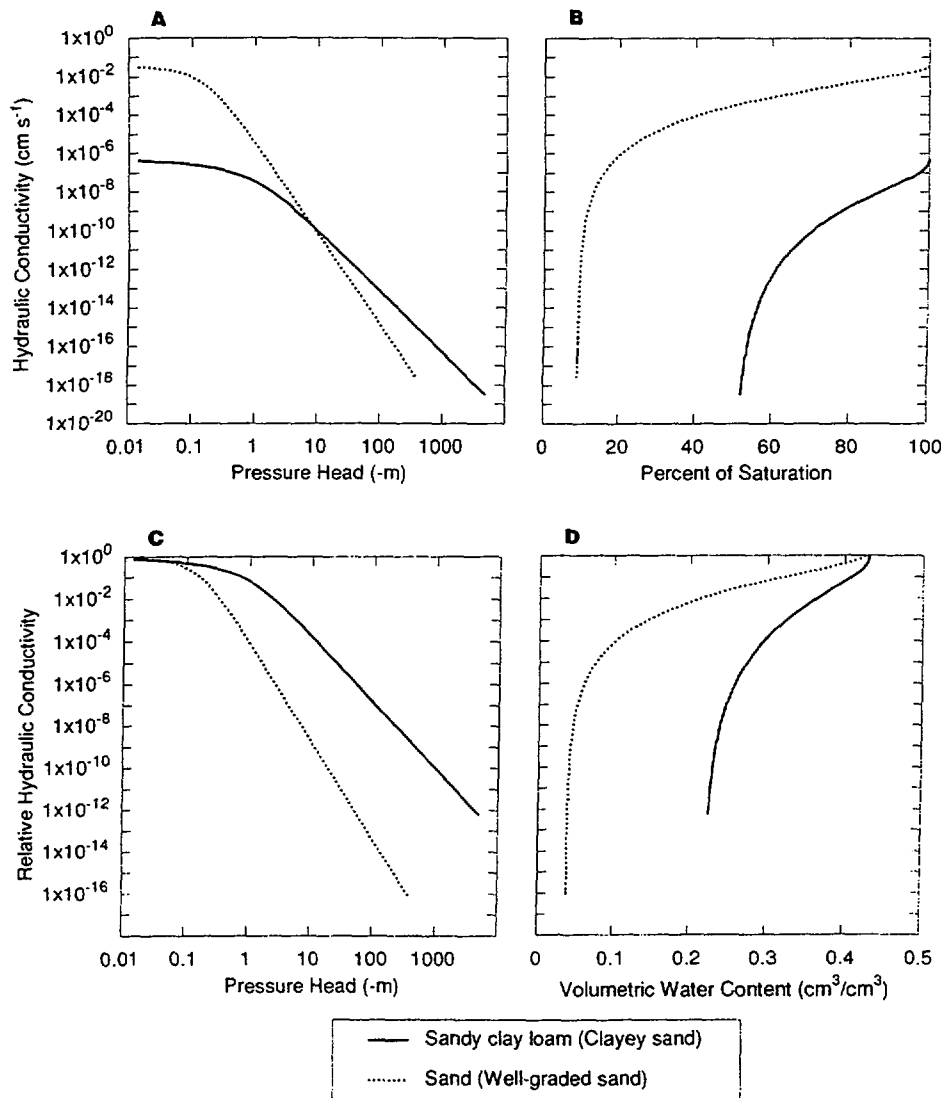 A
B
1x10^0
1x10^-2
1x10^-4
1x10^-6
1x10^-8
1x10^-10
1x10^-12
1x10^-14
1x10^-16
1x10^-18
1x10^-20
Hydraulic Conductivity (cm s^-1)
0.01 0.1 1 10 100 1000
Pressure Head (-m)
0 20 40 60 80 100
Percent of Saturation
C
D
1x10^0
1x10^-2
1x10^-4
1x10^-6
1x10^-8
1x10^-10
1x10^-12
1x10^-14
1x10^-16
Relative Hydraulic Conductivity
0.01 0.1 1 10 100 1000
Pressure Head (-m)
0 0.1 0.2 0.3 0.4 0.5
Volumetric Water Content (cm^3/cm^3)
Sandy clay loam (Clayey sand)
Sand (Well-graded sand)